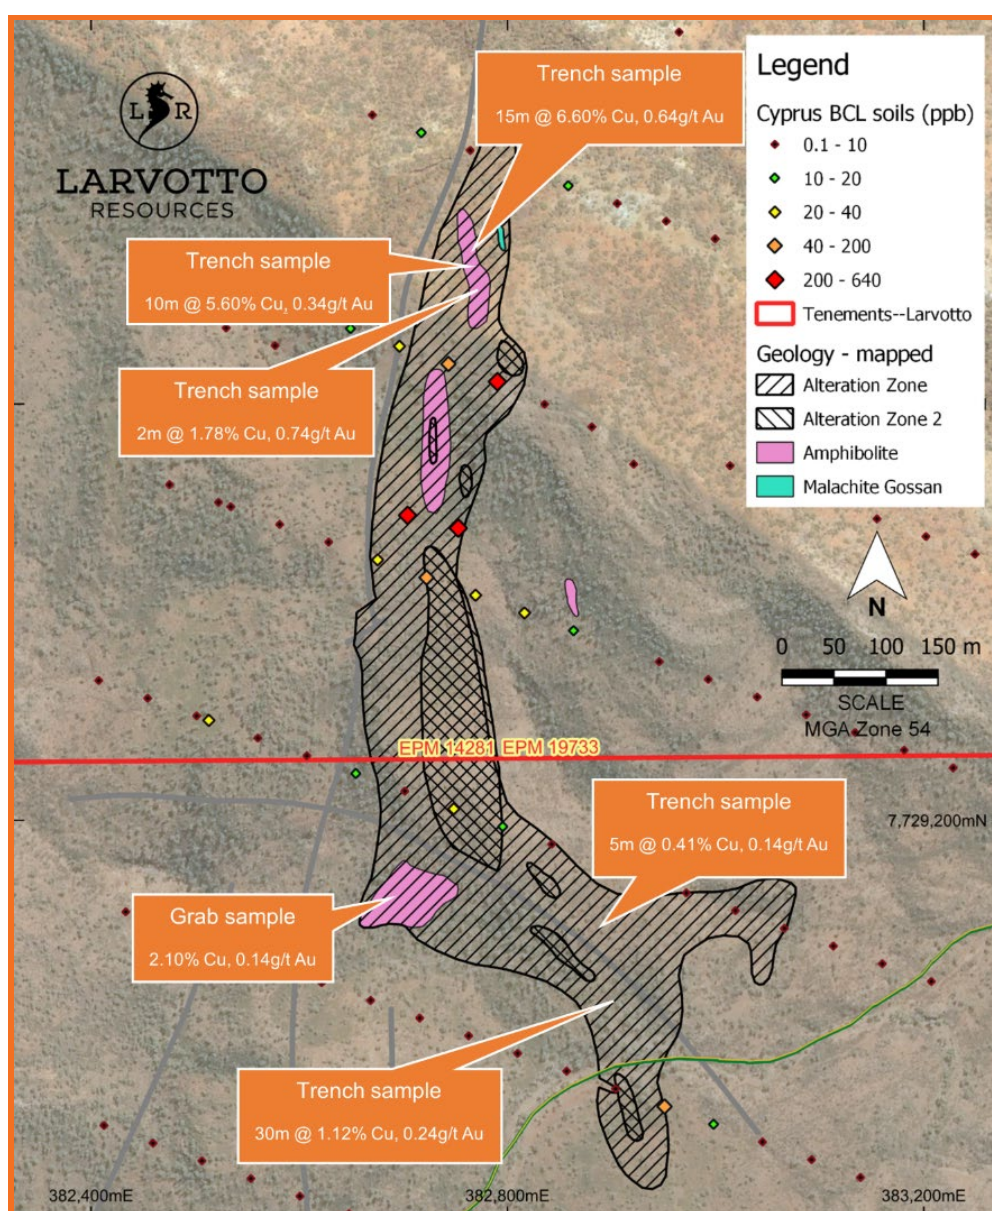 L R
LARVOTTO
RESOURCES
Trench sample
15m @ 6.60% Cu, 0.64g/t Au
Trench sample
10m @ 5.60% Cu, 0.34g/t Au
Trench sample
2m @ 1.78% Cu, 0.74g/t Au
Legend
Cyprus BCL soils (ppb)
0.1 - 10
10 - 20
20 - 40
40 - 200
200 - 640
Tenements--Larvotto
Geology - mapped
Alteration Zone
Alteration Zone 2
Amphibolite
Malachite Gossan
N
0 50 100 150 m
SCALE
MGA Zone 54
EPM 14281 EPM 19733
Trench sample
5m @ 0.41% Cu, 0.14g/t Au
7,729,200mN
Grab sample
2.10% Cu, 0.14g/t Au
Trench sample
30m @ 1.12% Cu, 0.24g/t Au
382,400mE
382,800mE
383,200mE